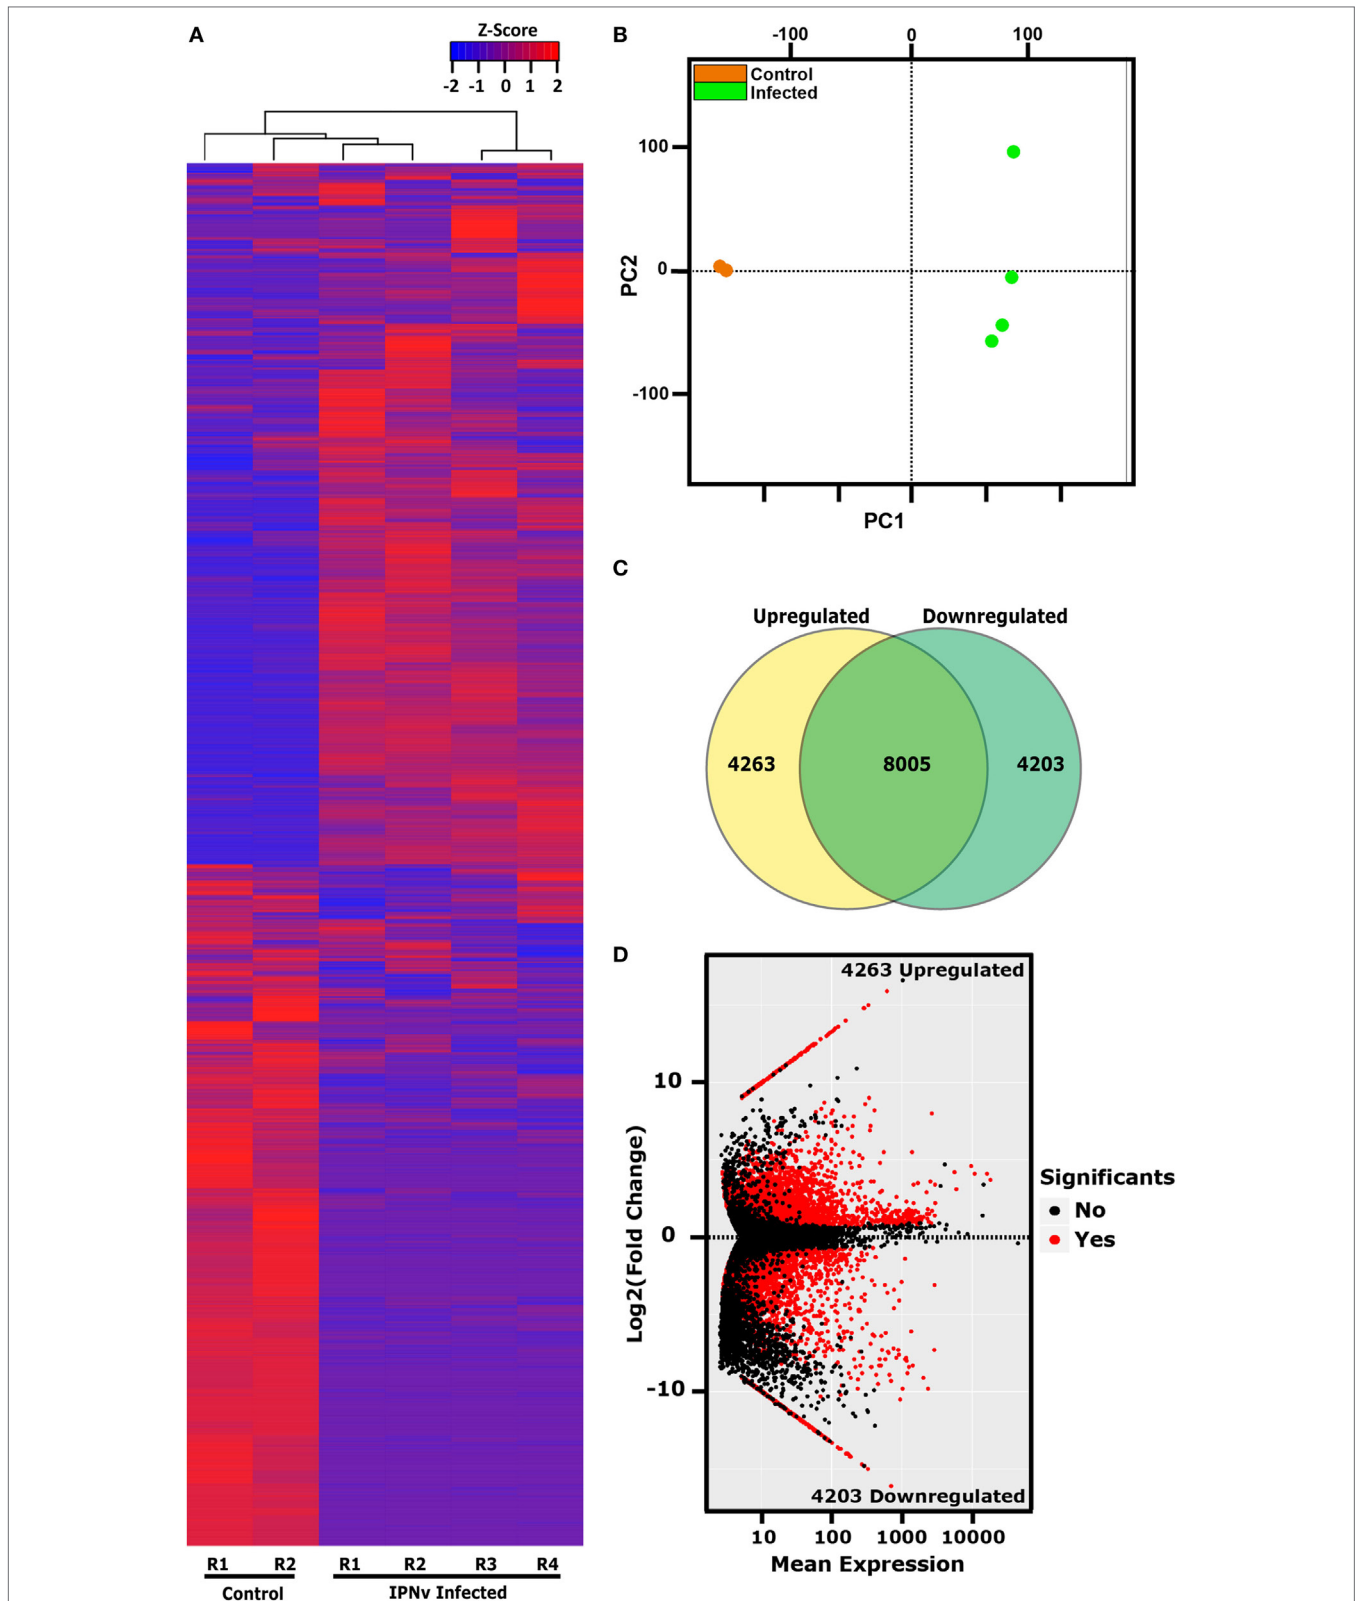 A
Z-Score
-2 -1 0 1 2
R1 R2 R1 R2 R3 R4
Control IPNv Infected
B
-100 0 100
Control
Infected
100
0
-100
PC2
PC1
C
Upregulated Downregulated
4263 8005 4203
D
4263 Upregulated
10
0
-10
Log2(Fold Change)
4203 Downregulated
10 100 1000 10000
Mean Expression
Significants
No
Yes